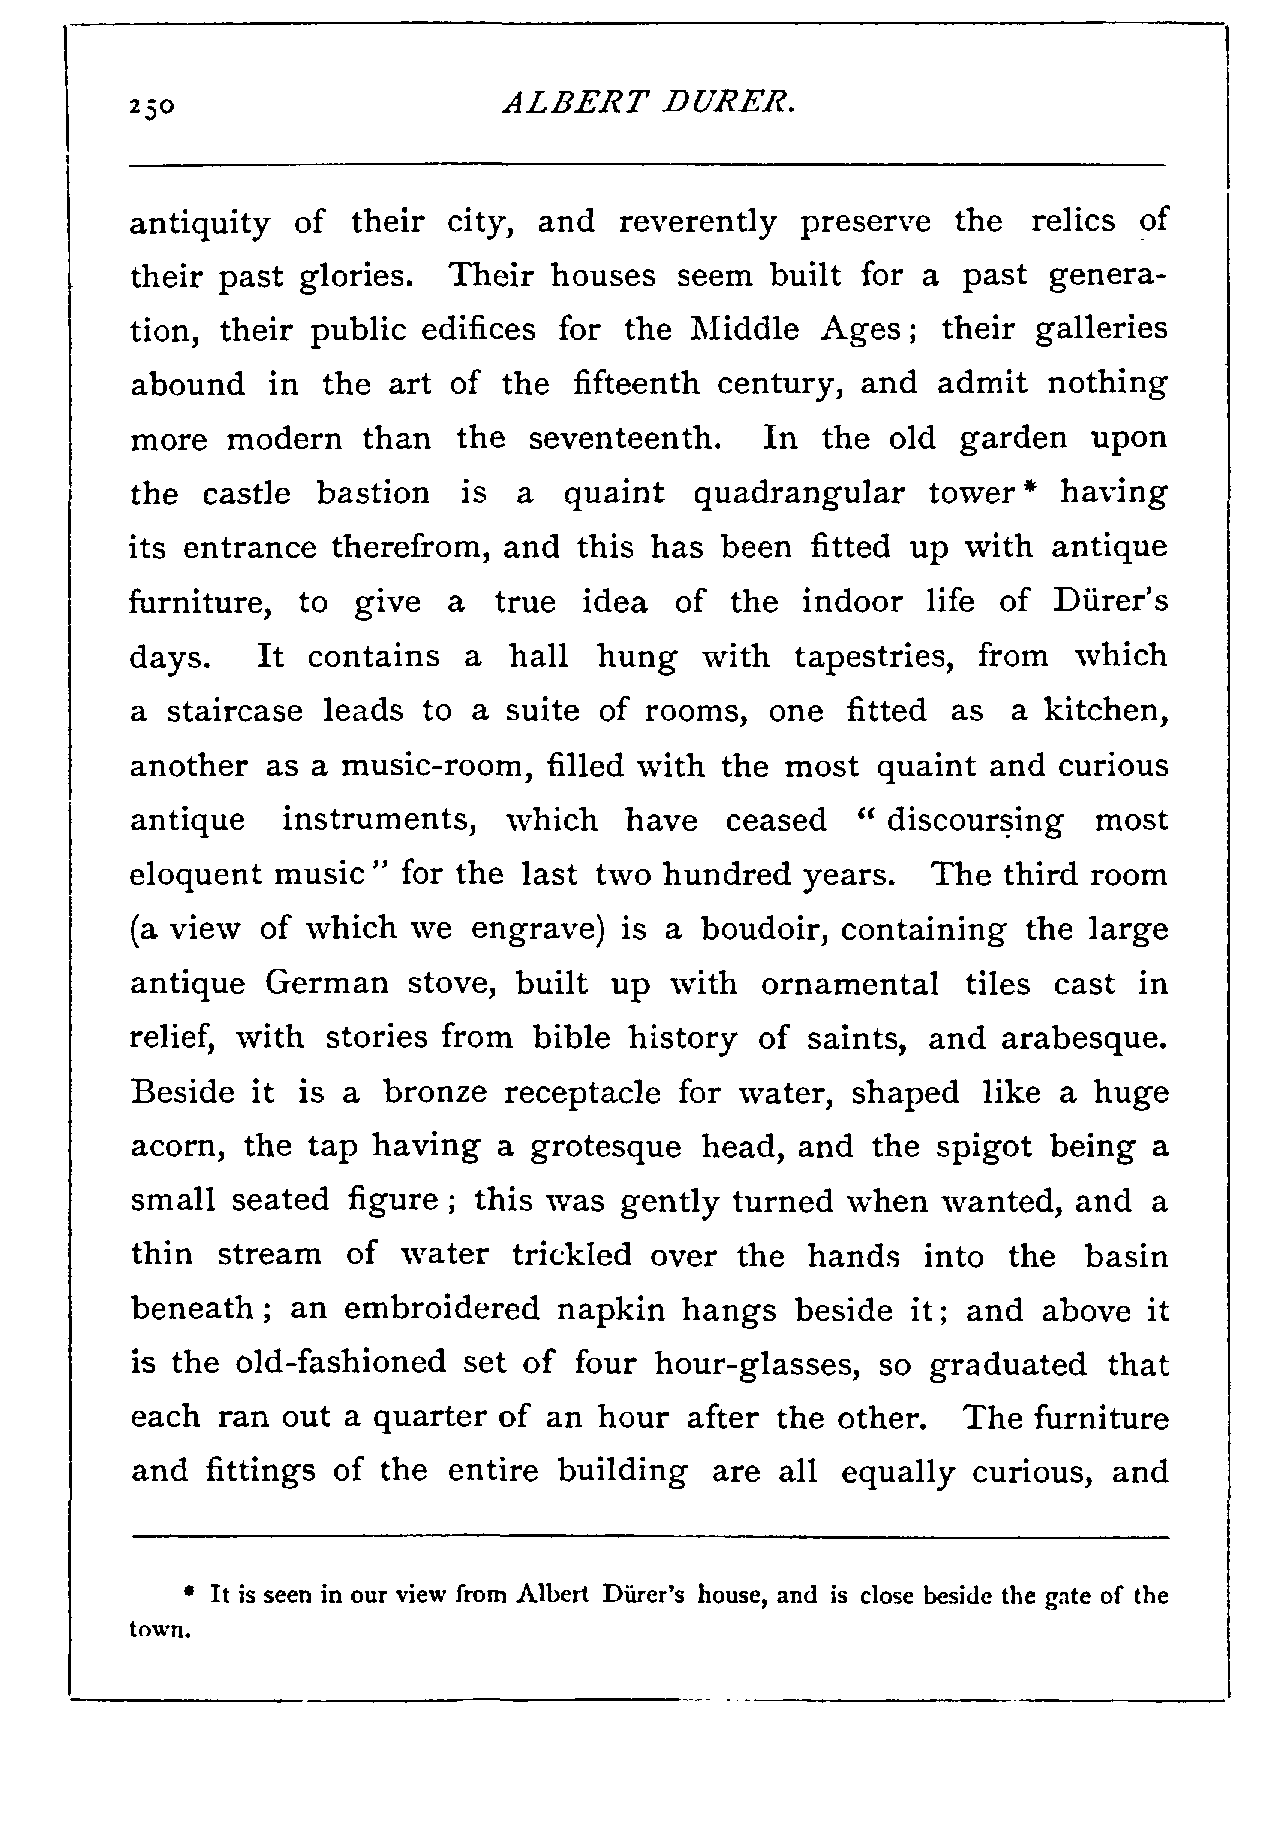 250 ALBERT DURER.
antiquity of their city, and reverently preserve the relics of
their past glories. Their houses seem built for a past genera-
tion, their public edifices for the Middle Ages; their galleries
abound in the art of the fifteenth century, and admit nothing
more modern than the seventeenth. In the old garden upon
the castle bastion is a quaint quadrangular tower* having
its entrance therefrom, and this has been fitted up with antique
furniture, to give a true idea of the indoor life of Dürer's
days. It contains a hall hung with tapestries, from which
a staircase leads to a suite of rooms, one fitted as a kitchen,
another as a music-room, filled with the most quaint and curious
antique instruments, which have ceased “discoursing most
eloquent music” for the last two hundred years. The third room
(a view of which we engrave) is a boudoir, containing the large
antique German stove, built up with ornamental tiles cast in
relief, with stories from bible history of saints, and arabesque.
Beside it is a bronze receptacle for water, shaped like a huge
acorn, the tap having a grotesque head, and the spigot being a
small seated figure; this was gently turned when wanted, and a
thin stream of water trickled over the hands into the basin
beneath; an embroidered napkin hangs beside it; and above it
is the old-fashioned set of four hour-glasses, so graduated that
each ran out a quarter of an hour after the other. The furniture
and fittings of the entire building are all equally curious, and
* It is seen in our view from Albert Dürer's house, and is close beside the gate of the
town.